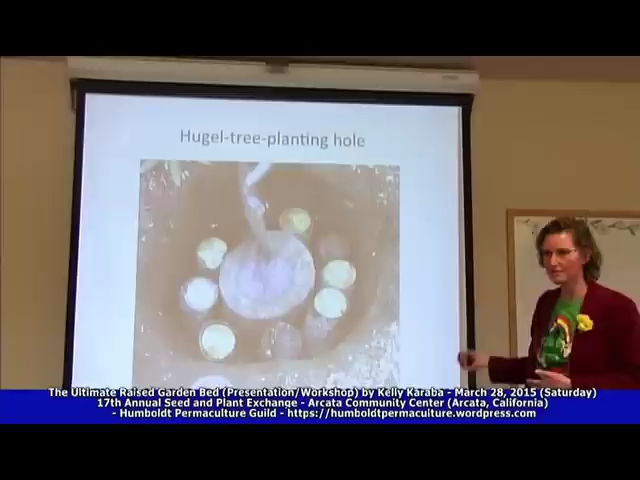 Hugel-tree-planting hole
The Ultimate Raised Garden Bed (Presentation/Workshop) by Kelly Karaba - March 28, 2015 (Saturday)
17th Annual Seed and Plant Exchange - Arcata Community Center (Arcata, California)
- Humboldt Permaculture Guild - https://humboldtpermaculture.wordpress.com